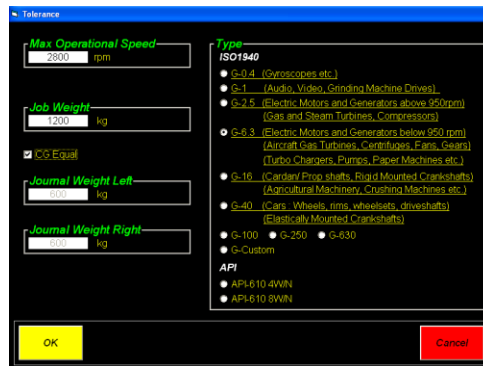 Tolerance
Max Operational Speed
2800 rpm
Job Weight
1200 kg
CG Equal
Journal Weight Left
600 kg
Journal Weight Right
600 kg
Type
ISO1940
G-0.4 (Gyroscopes etc.)
G-1 (Audio, Video, Grinding Machine Drives)
G-2.5 (Electric Motors and Generators above 950rpm)
(Gas and Steam Turbines, Compressors)
G-6.3 (Electric Motors and Generators below 950 rpm)
(Aircraft Gas Turbines, Centrifuges, Fans, Gears)
(Turbo Chargers, Pumps, Paper Machines etc.)
G-16 (Cardan/ Prop shafts, Rigid Mounted Crankshafts)
(Agricultural Machinery, Crushing Machines etc.)
G-40 (Cars : Wheels, rims, wheelsets, driveshafts)
(Elastically Mounted Crankshafts)
G-100 G-250 G-630
G-Custom
API
API-610 4W/N
API-610 8W/N
OK
Cancel